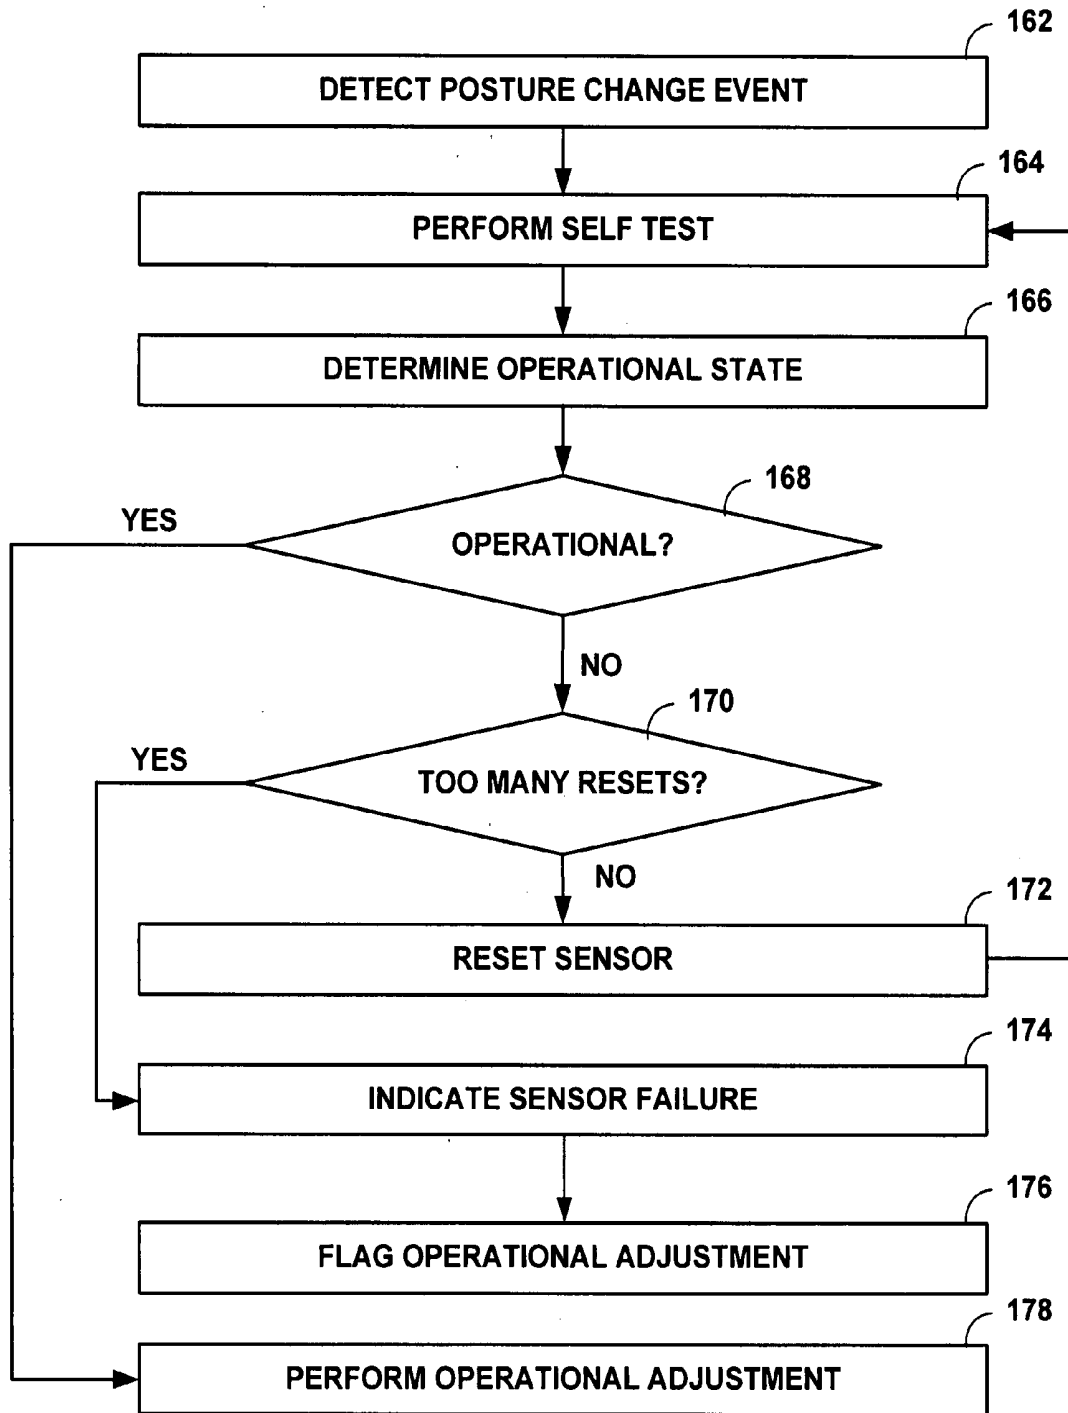 162
DETECT POSTURE CHANGE EVENT
164
PERFORM SELF TEST
166
DETERMINE OPERATIONAL STATE
168
YES
OPERATIONAL?
NO
170
YES
TOO MANY RESETS?
NO
172
RESET SENSOR
174
INDICATE SENSOR FAILURE
176
FLAG OPERATIONAL ADJUSTMENT
178
PERFORM OPERATIONAL ADJUSTMENT